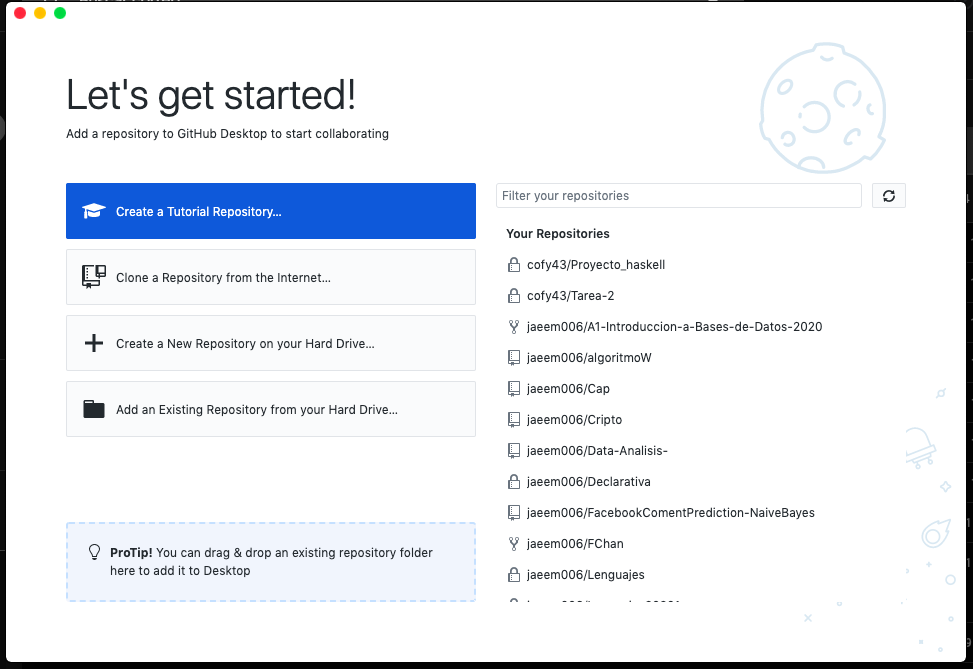 Let's get started!
Add a repository to GitHub Desktop to start collaborating
Create a Tutorial Repository...
Clone a Repository from the Internet...
Create a New Repository on your Hard Drive...
Add an Existing Repository from your Hard Drive...
ProTip! You can drag & drop an existing repository folder
here to add it to Desktop
Filter your repositories
Your Repositories
cofy43/Proyecto_haskell
cofy43/Tarea-2
jaeem006/A1-Introduccion-a-Bases-de-Datos-2020
jaeem006/algoritmoW
jaeem006/Cap
jaeem006/Cripto
jaeem006/Data-Analisis-
jaeem006/Declarativa
jaeem006/FacebookComentPrediction-NaiveBayes
jaeem006/FChan
jaeem006/Lenguajes